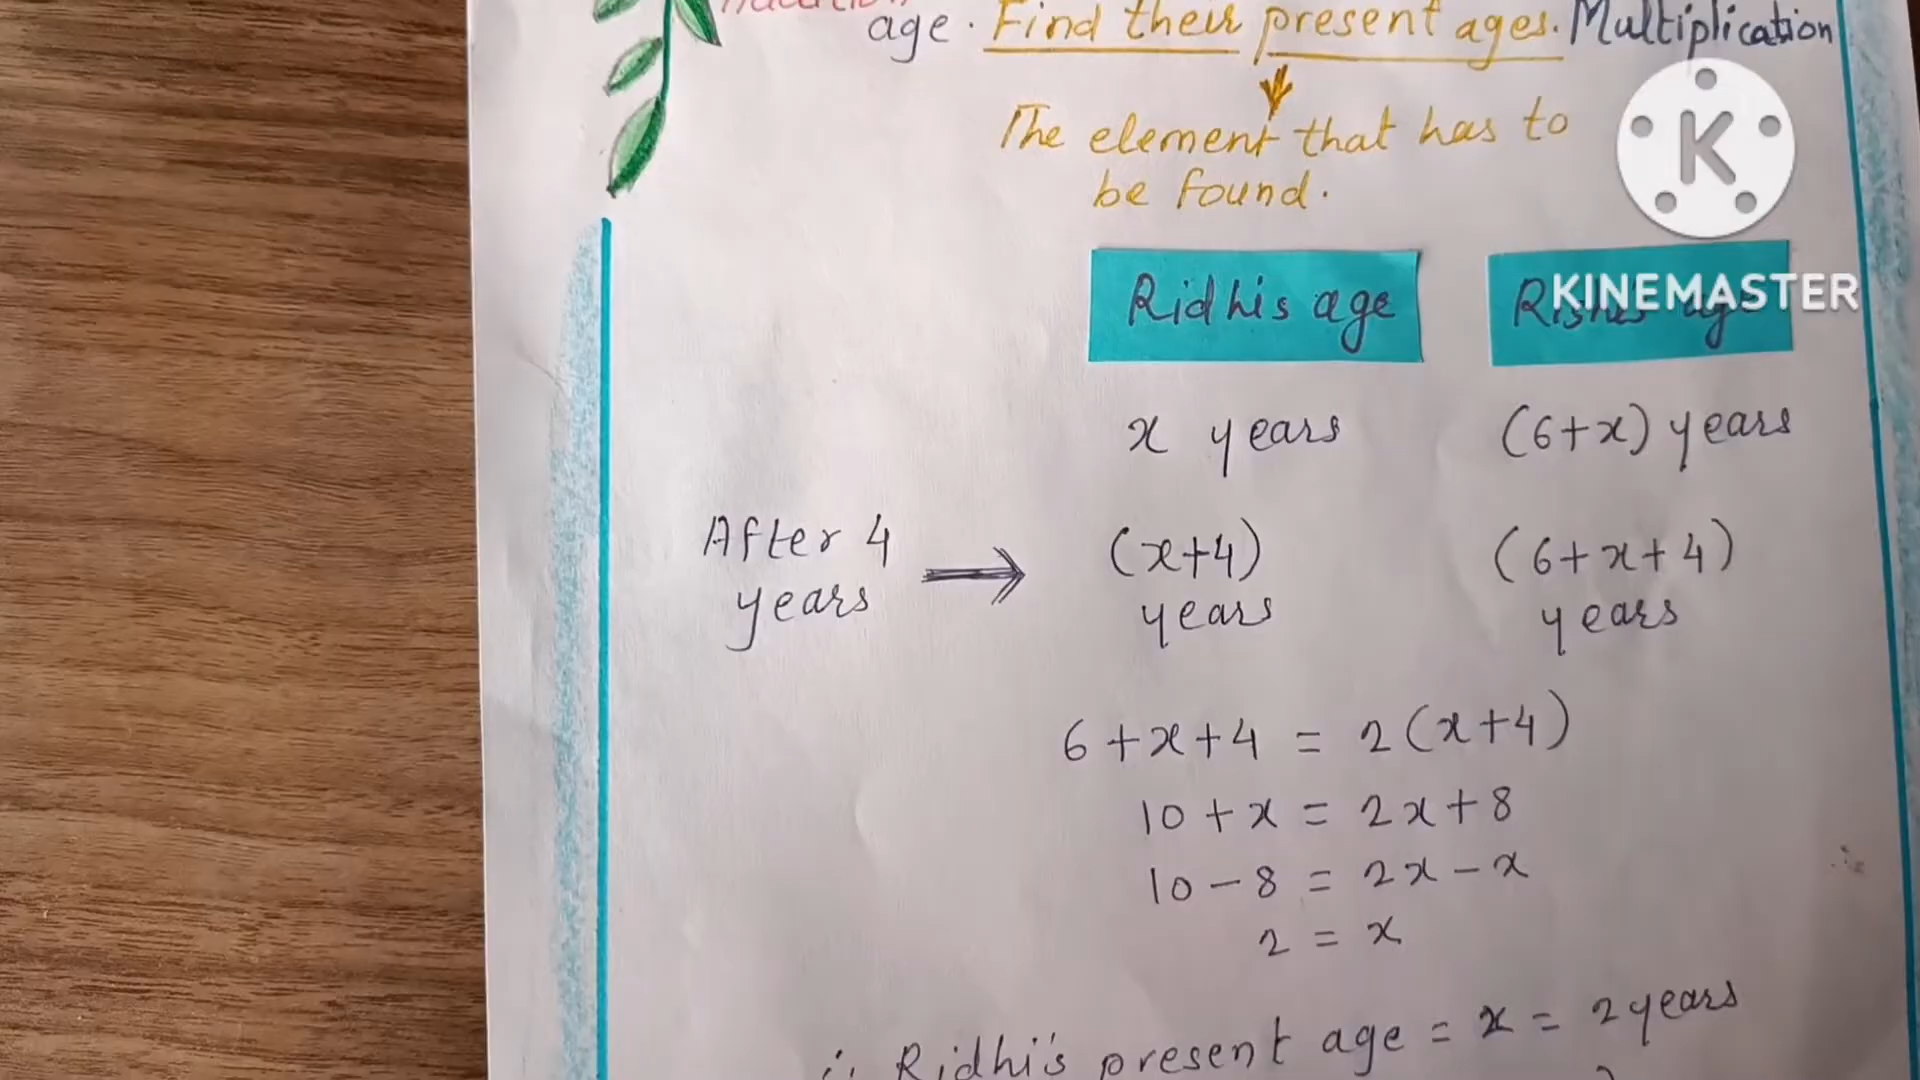 age. Find their present ages. Multiplication
The element that has to
be found.
K
KINEMASTER
Ridhis age
x years (6+x) years
After 4
years
(x+4)
years
(6+x+4)
years
6+x+4 = 2(x+4)
10+x = 2x+8
10-8 = 2x-x
2 = x
∴ Ridhi's present age = x = 2 years